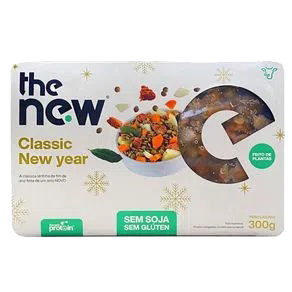 the
new
Classic
New year
A clássica lentilha de fim de
ano feita de um jeito NOVO!
FEITO DE
PLANTAS
protein
SEM SOJA
SEM GLÚTEN
300g